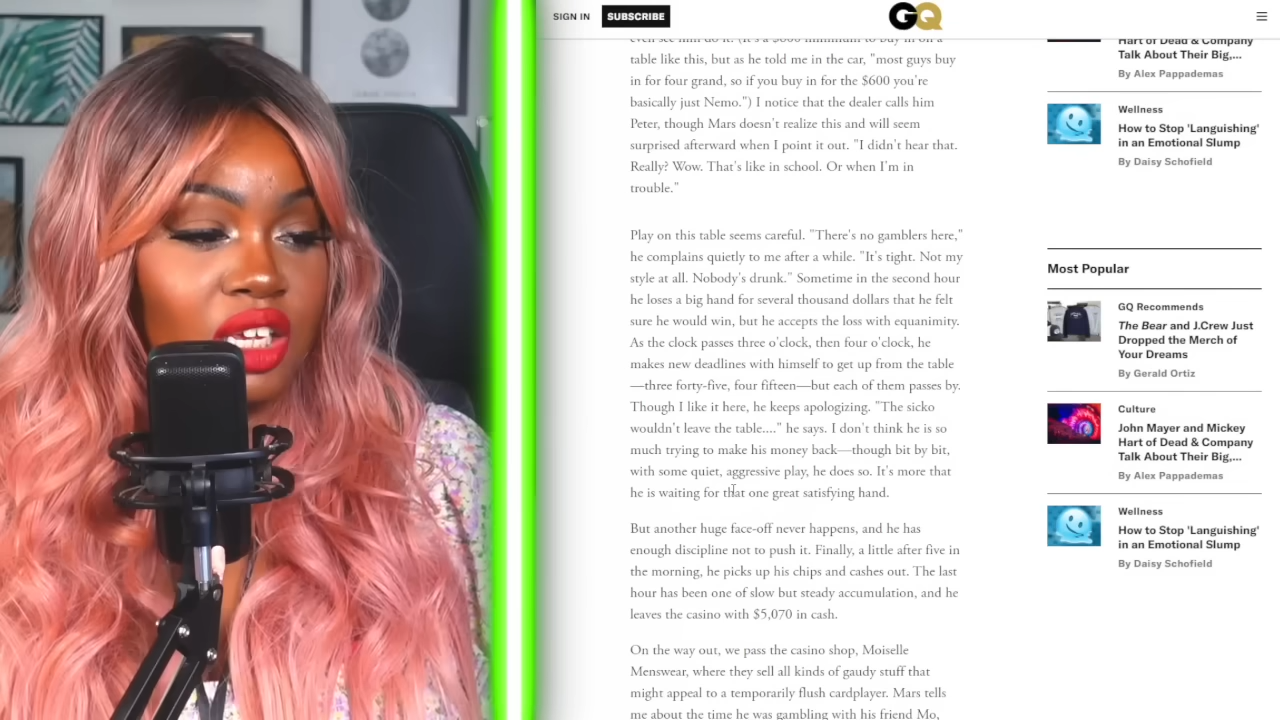 SIGN IN
SUBSCRIBE
GQ
even see him do it. (It's a $600 minimum to buy in on a
table like this, but as he told me in the car, "most guys buy
in for four grand, so if you buy in for the $600 you're
basically just Nemo.") I notice that the dealer calls him
Peter, though Mars doesn't realize this and will seem
surprised afterward when I point it out. "I didn't hear that.
Really? Wow. That's like in school. Or when I'm in
trouble."
Play on this table seems careful. "There's no gamblers here,"
he complains quietly to me after a while. "It's tight. Not my
style at all. Nobody's drunk." Sometime in the second hour
he loses a big hand for several thousand dollars that he felt
sure he would win, but he accepts the loss with equanimity.
As the clock passes three o'clock, then four o'clock, he
makes new deadlines with himself to get up from the table
—three forty-five, four fifteen—but each of them passes by.
Though I like it here, he keeps apologizing. "The sicko
wouldn't leave the table...." he says. I don't think he is so
much trying to make his money back—though bit by bit,
with some quiet, aggressive play, he does so. It's more that
he is waiting for that one great satisfying hand.
But another huge face-off never happens, and he has
enough discipline not to push it. Finally, a little after five in
the morning, he picks up his chips and cashes out. The last
hour has been one of slow but steady accumulation, and he
leaves the casino with $5,070 in cash.
On the way out, we pass the casino shop, Moiselle
Menswear, where they sell all kinds of gaudy stuff that
might appeal to a temporarily flush cardplayer. Mars tells
me about the time he was gambling with his friend Mo,
Hart of Dead & Company
Talk About Their Big,...
By Alex Pappademas
Wellness
How to Stop 'Languishing'
in an Emotional Slump
By Daisy Schofield
Most Popular
GQ Recommends
The Bear and J.Crew Just
Dropped the Merch of
Your Dreams
By Gerald Ortiz
Culture
John Mayer and Mickey
Hart of Dead & Company
Talk About Their Big,...
By Alex Pappademas
Wellness
How to Stop 'Languishing'
in an Emotional Slump
By Daisy Schofield